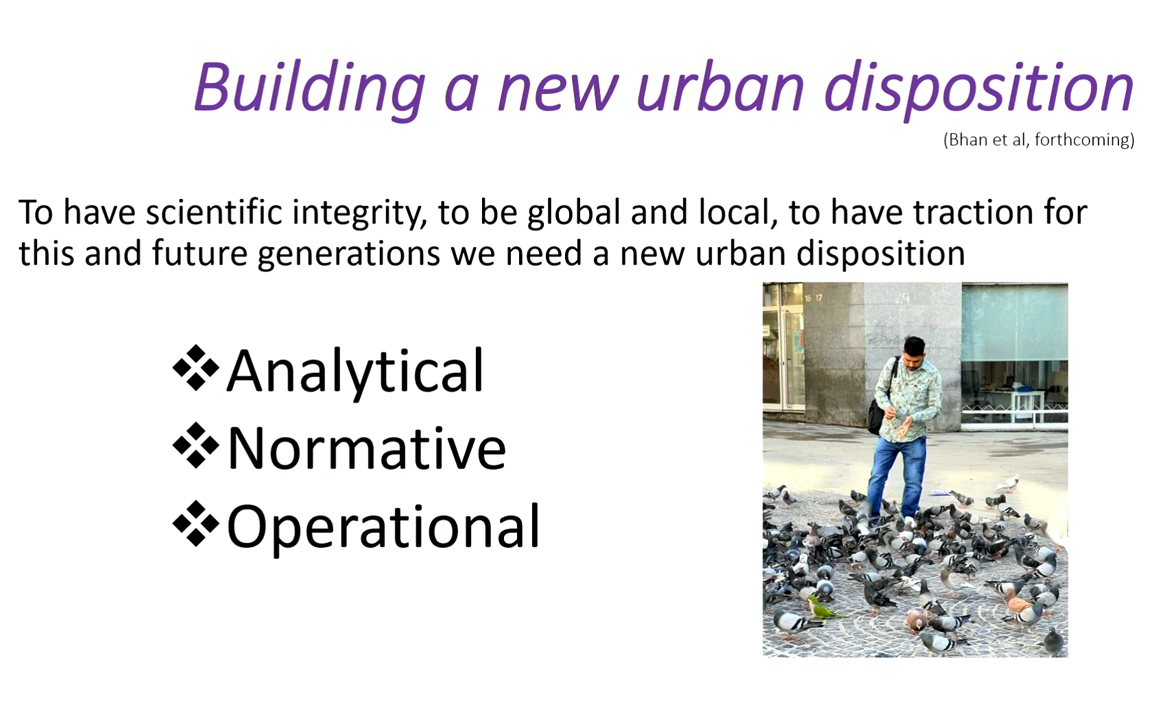 Building a new urban disposition
(Bhan et al, forthcoming)
To have scientific integrity, to be global and local, to have traction for
this and future generations we need a new urban disposition
❖Analytical
❖Normative
❖Operational
17